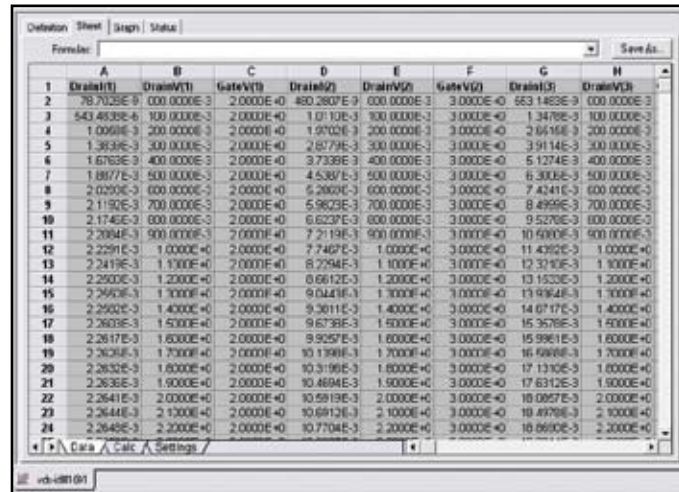 Definition Sheet Graph Status
Formulas: Save As...
A B C D E F G H
1 DrainI(1) DrainV(1) GateV(1) DrainI(2) DrainV(2) GateV(2) DrainI(3) DrainV(3)
2 78.7028E-9 000.0000E-3 2.0000E+0 480.2807E-9 000.0000E-3 3.0000E+0 000.0000E-3
3 543.4839E-6 100.0000E-3 2.0000E+0 1.0110E-3 100.0000E-3 3.0000E+0 1.3478E-3 100.0000E-3
4 1.0068E-3 200.0000E-3 2.0000E+0 1.9702E-3 200.0000E-3 3.0000E+0 2.6616E-3 200.0000E-3
5 1.3839E-3 300.0000E-3 2.0000E+0 2.8779E-3 300.0000E-3 3.0000E+0 3.9114E-3 300.0000E-3
6 1.6763E-3 400.0000E-3 2.0000E+0 3.7339E-3 400.0000E-3 3.0000E+0 5.1274E-3 400.0000E-3
7 1.8877E-3 500.0000E-3 2.0000E+0 4.5387E-3 500.0000E-3 3.0000E+0 6.3006E-3 500.0000E-3
8 2.0293E-3 600.0000E-3 2.0000E+0 5.2869E-3 600.0000E-3 3.0000E+0 7.4241E-3 600.0000E-3
9 2.1192E-3 700.0000E-3 2.0000E+0 5.9829E-3 700.0000E-3 3.0000E+0 8.4999E-3 700.0000E-3
10 2.1746E-3 800.0000E-3 2.0000E+0 6.6237E-3 800.0000E-3 3.0000E+0 9.5278E-3 800.0000E-3
11 2.2084E-3 900.0000E-3 2.0000E+0 7.2119E-3 900.0000E-3 3.0000E+0 900.0000E-3
12 2.2291E-3 1.0000E+0 2.0000E+0 7.7467E-3 1.0000E+0 3.0000E+0 11.4392E-3 1.0000E+0
13 2.2419E-3 1.1000E+0 2.0000E+0 8.2294E-3 1.1000E+0 3.0000E+0 12.3210E-3 1.1000E+0
14 2.2500E-3 1.2000E+0 2.0000E+0 8.6612E-3 1.2000E+0 3.0000E+0 13.1533E-3 1.2000E+0
15 2.2553E-3 1.3000E+0 2.0000E+0 9.0443E-3 1.3000E+0 3.0000E+0 13.9364E-3 1.3000E+0
16 1.4000E+0 2.0000E+0 9.3811E-3 1.4000E+0 3.0000E+0 14.6717E-3 1.4000E+0
17 2.2603E-3 1.5000E+0 2.0000E+0 9.6738E-3 1.5000E+0 3.0000E+0 15.3578E-3 1.5000E+0
18 2.2617E-3 1.6000E+0 2.0000E+0 9.9257E-3 1.6000E+0 3.0000E+0 15.9961E-3 1.6000E+0
19 2.2625E-3 1.7000E+0 2.0000E+0 10.1398E-3 1.7000E+0 3.0000E+0 1.7000E+0
20 2.2632E-3 1.8000E+0 2.0000E+0 10.3196E-3 1.8000E+0 3.0000E+0 17.1310E-3 1.8000E+0
21 2.2636E-3 1.9000E+0 2.0000E+0 10.4694E-3 1.9000E+0 3.0000E+0 17.6312E-3 1.9000E+0
22 2.2641E-3 2.0000E+0 2.0000E+0 10.5919E-3 2.0000E+0 3.0000E+0 18.0857E-3 2.0000E+0
23 2.2644E-3 2.1000E+0 2.0000E+0 10.6912E-3 2.1000E+0 3.0000E+0 18.4978E-3 2.1000E+0
24 2.2648E-3 2.2000E+0 2.0000E+0 10.7704E-3 2.2000E+0 3.0000E+0 18.8690E-3 2.2000E+0
Data Calc Settings